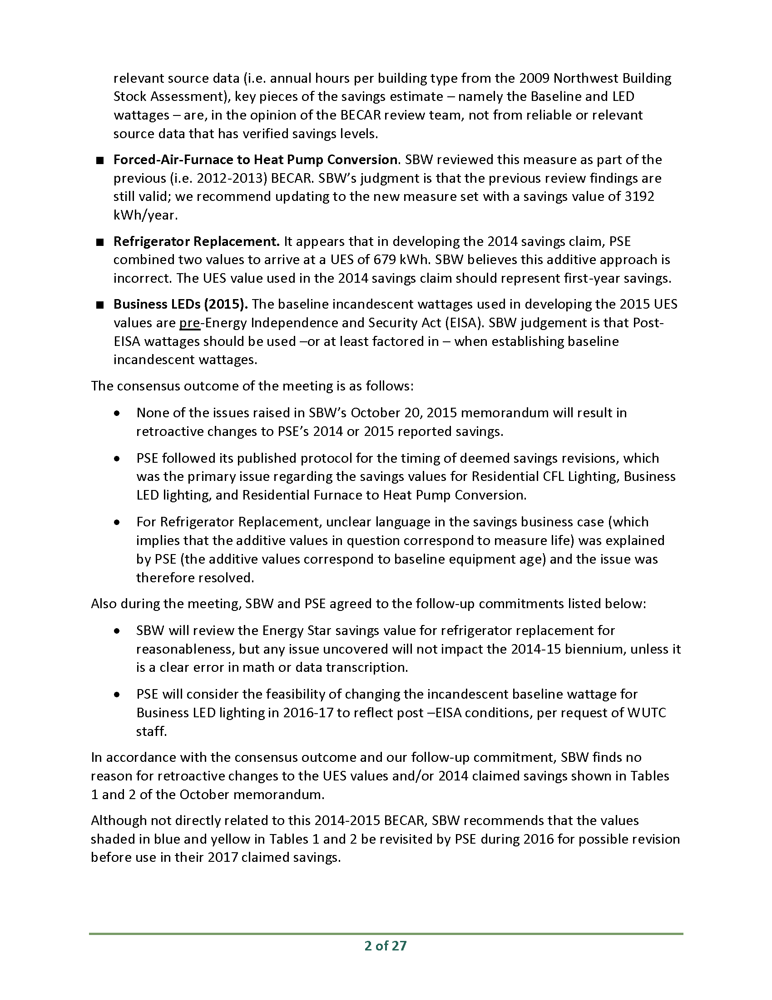 relevant source data (i.e. annual hours per building type from the 2009 Northwest Building
Stock Assessment), key pieces of the savings estimate – namely the Baseline and LED
wattages – are, in the opinion of the BECAR review team, not from reliable or relevant
source data that has verified savings levels.
■ Forced-Air-Furnace to Heat Pump Conversion. SBW reviewed this measure as part of the
previous (i.e. 2012-2013) BECAR. SBW’s judgment is that the previous review findings are
still valid; we recommend updating to the new measure set with a savings value of 3192
kWh/year.
■ Refrigerator Replacement. It appears that in developing the 2014 savings claim, PSE
combined two values to arrive at a UES of 679 kWh. SBW believes this additive approach is
incorrect. The UES value used in the 2014 savings claim should represent first-year savings.
■ Business LEDs (2015). The baseline incandescent wattages used in developing the 2015 UES
values are pre-Energy Independence and Security Act (EISA). SBW judgement is that Post-
EISA wattages should be used –or at least factored in – when establishing baseline
incandescent wattages.
The consensus outcome of the meeting is as follows:
• None of the issues raised in SBW’s October 20, 2015 memorandum will result in
retroactive changes to PSE’s 2014 or 2015 reported savings.
• PSE followed its published protocol for the timing of deemed savings revisions, which
was the primary issue regarding the savings values for Residential CFL Lighting, Business
LED lighting, and Residential Furnace to Heat Pump Conversion.
• For Refrigerator Replacement, unclear language in the savings business case (which
implies that the additive values in question correspond to measure life) was explained
by PSE (the additive values correspond to baseline equipment age) and the issue was
therefore resolved.
Also during the meeting, SBW and PSE agreed to the follow-up commitments listed below:
• SBW will review the Energy Star savings value for refrigerator replacement for
reasonableness, but any issue uncovered will not impact the 2014-15 biennium, unless it
is a clear error in math or data transcription.
• PSE will consider the feasibility of changing the incandescent baseline wattage for
Business LED lighting in 2016-17 to reflect post –EISA conditions, per request of WUTC
staff.
In accordance with the consensus outcome and our follow-up commitment, SBW finds no
reason for retroactive changes to the UES values and/or 2014 claimed savings shown in Tables
1 and 2 of the October memorandum.
Although not directly related to this 2014-2015 BECAR, SBW recommends that the values
shaded in blue and yellow in Tables 1 and 2 be revisited by PSE during 2016 for possible revision
before use in their 2017 claimed savings.
2 of 27